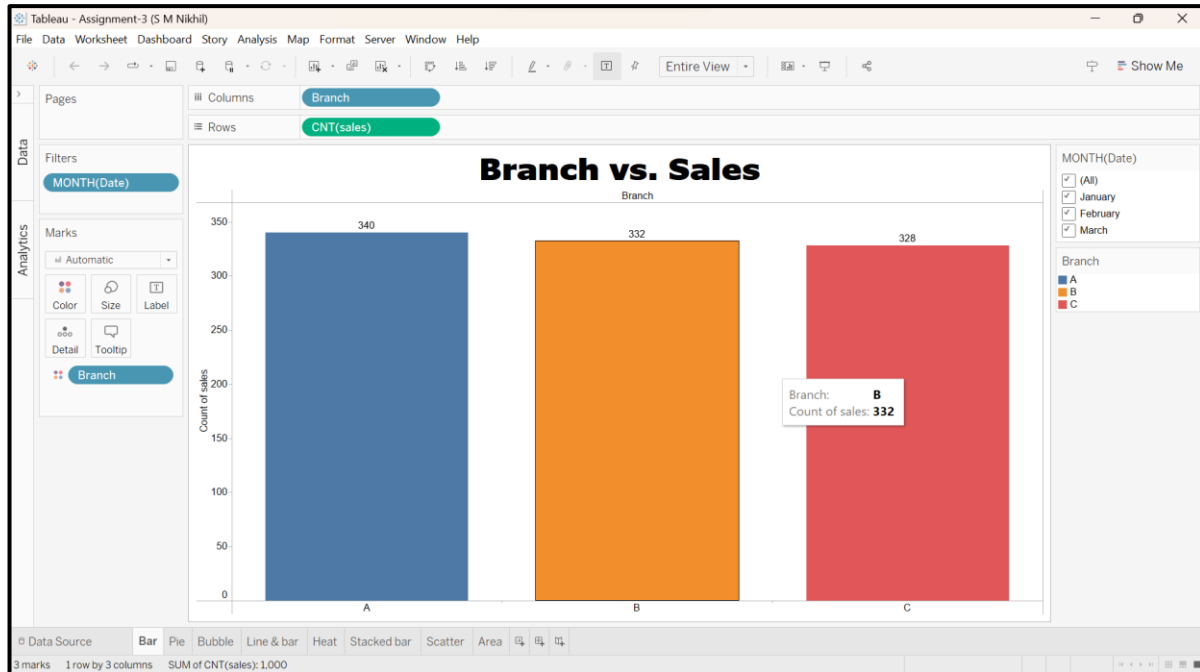 Tableau - Assignment-3 (S M Nikhil)
File Data Worksheet Dashboard Story Analysis Map Format Server Window Help
Entire View
Show Me
Data
Analytics
Pages
Filters
MONTH(Date)
Marks
Automatic
Color Size Label
Detail Tooltip
Branch
Columns Branch
Rows CNT(sales)
Branch vs. Sales
Branch
Count of sales
350
300
250
200
150
100
50
0
340
332
328
Branch: B
Count of sales: 332
A B C
MONTH(Date)
(All)
January
February
March
Branch
A
B
C
Data Source Bar Pie Bubble Line & bar Heat Stacked bar Scatter Area
3 marks 1 row by 3 columns SUM of CNT(sales): 1,000